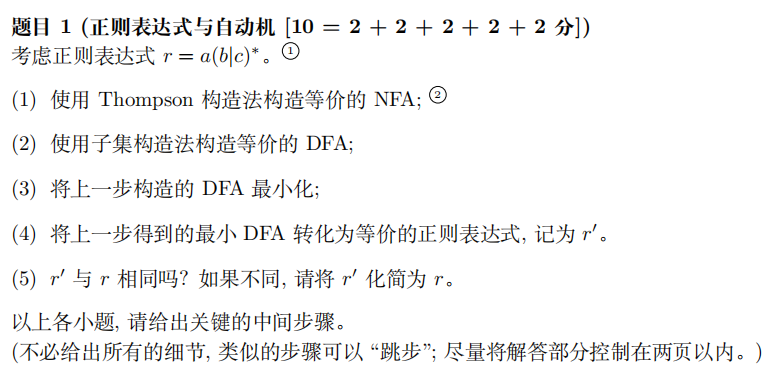 题目 1 (正则表达式与自动机 [10 = 2 + 2 + 2 + 2 + 2 分])
考虑正则表达式 r = a(b|c)*。①
(1) 使用 Thompson 构造法构造等价的 NFA; ②
(2) 使用子集构造法构造等价的 DFA;
(3) 将上一步构造的 DFA 最小化;
(4) 将上一步得到的最小 DFA 转化为等价的正则表达式, 记为 r′。
(5) r′ 与 r 相同吗? 如果不同, 请将 r′ 化简为 r。
以上各小题, 请给出关键的中间步骤。
(不必给出所有的细节, 类似的步骤可以 “跳步”; 尽量将解答部分控制在两页以内。)